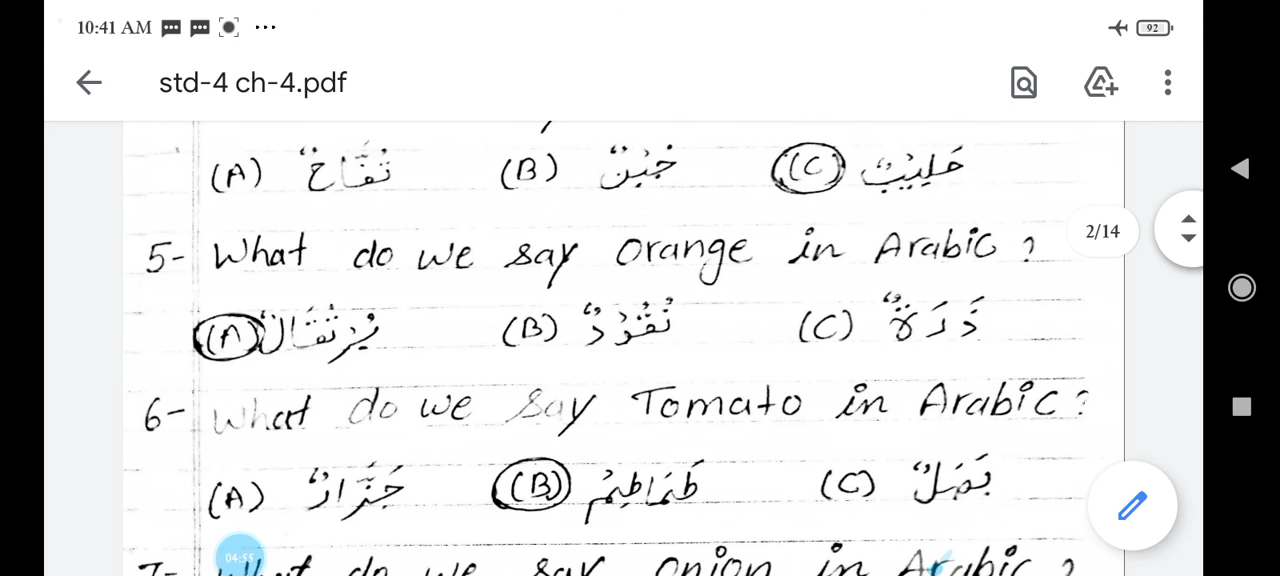 10:41 AM 92
std-4 ch-4.pdf
(A) تُفَّاحٌ (B) جُبْنٌ (C) حَلِيْبٌ
5- What do we say orange in Arabic ?
2/14
(A) بُرْتُقَالٌ (B) نُقُوْدٌ (C) ذَرَةٌ
6- What do we say Tomato in Arabic ?
(A) جَزَّارٌ (B) طَمَاطِمُ (C) بَصَلٌ
04:55
7- What do we say onion in Arabic ?